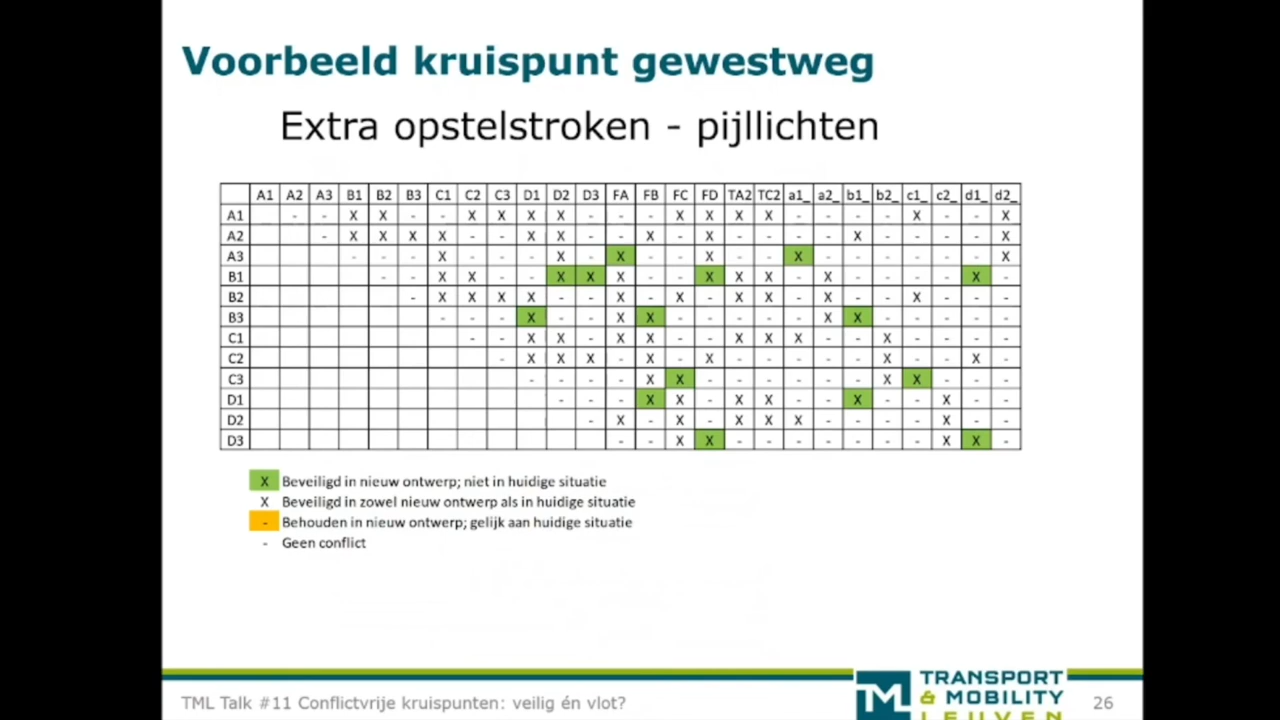 Voorbeeld kruispunt gewestweg
Extra opstelstroken - pijllichten
A1 A2 A3 B1 B2 B3 C1 C2 C3 D1 D2 D3 FA FB FC FD TA2 TC2 a1_ a2_ b1_ b2_ c1_ c2_ d1_ d2_
A1 - - X X - - X X X X - - - X X X X - - - - X - - X
A2 - X X X X - - X X - - X - X - - - - X - - - - X
A3 - - - X - - - X - X - - X - - X - - - - - - X
B1 - - X X - - X X X - - X X X - X - - - - X -
B2 - X X X X - - X - X - X X - X - - X - - -
B3 - - - X - - X X - - - - - X X - - - - -
C1 - - X X - X X - - X X X - - X - - - -
C2 - X X X - X - X - - - - - X - - X -
C3 - - - - X X - - - - - - X X - - -
D1 - - - X X - X X - - X - - X - -
D2 - X - X - X X X - - - - X - -
D3 - - X X - - - - - - - X X -
X Beveiligd in nieuw ontwerp; niet in huidige situatie
X Beveiligd in zowel nieuw ontwerp als in huidige situatie
- Behouden in nieuw ontwerp; gelijk aan huidige situatie
- Geen conflict
TML Talk #11 Conflictvrije kruispunten: veilig én vlot?
TML
TRANSPORT
& MOBILITY
LEUVEN
26